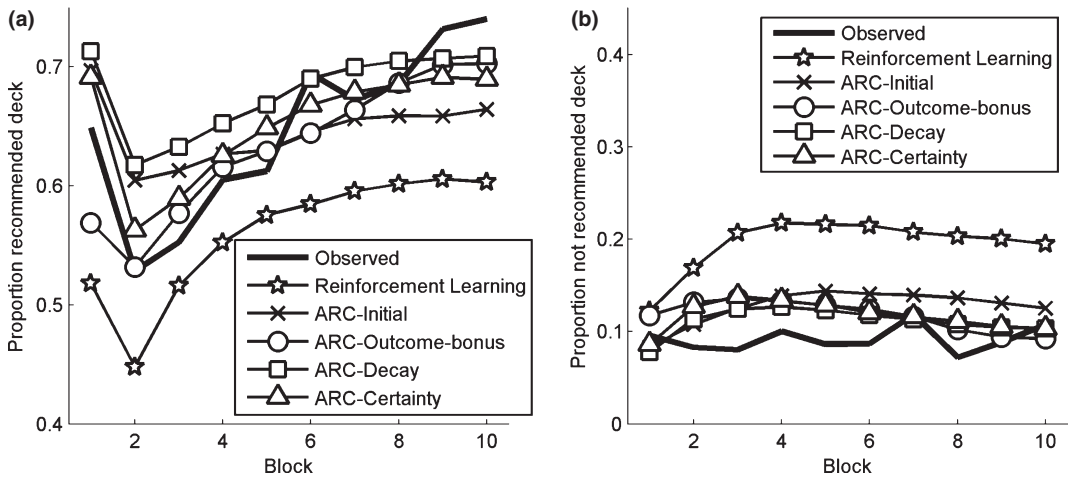 (a)
Proportion recommended deck
0.7
0.6
0.5
0.4
2
4
6
8
10
Block
Observed
Reinforcement Learning
ARC-Initial
ARC-Outcome-bonus
ARC-Decay
ARC-Certainty
(b)
Proportion not recommended deck
0.4
0.3
0.2
0.1
0
2
4
6
8
10
Block
Observed
Reinforcement Learning
ARC-Initial
ARC-Outcome-bonus
ARC-Decay
ARC-Certainty